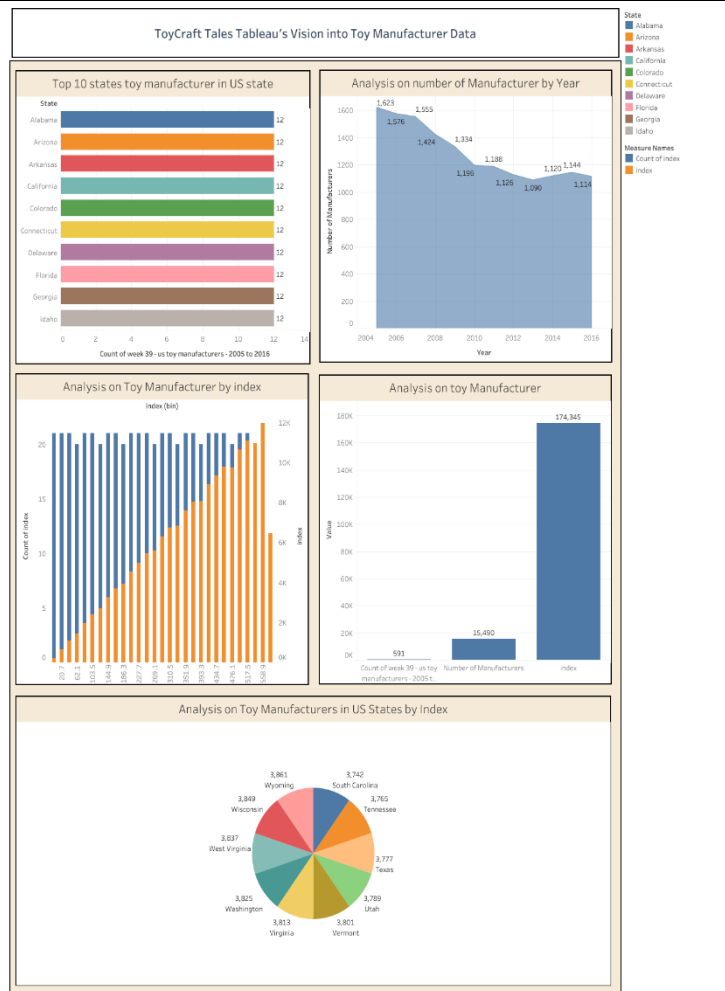 ToyCraft Tales Tableau's Vision into Toy Manufacturer Data
State
Alabama
Arizona
Arkansas
California
Colorado
Connecticut
Delaware
Florida
Georgia
Idaho
Measure Names
Count of index
index
Top 10 states toy manufacturer in US state
State
Alabama 12
Arizona 12
Arkansas 12
California 12
Colorado 12
Connecticut 12
Delaware 12
Florida 12
Georgia 12
Idaho 12
0 2 4 6 8 10 12 14
Count of week 39 - us toy manufacturers - 2005 to 2016
Analysis on number of Manufacturer by Year
Number of Manufacturers
1600
1400
1200
1000
800
600
400
200
0
1,623
1,576
1,555
1,424
1,334
1,196
1,188
1,126
1,090
1,120
1,144
1,114
2004 2006 2008 2010 2012 2014 2016
Year
Analysis on Toy Manufacturer by index
index (bin)
Count of index
20
15
10
5
0
12K
10K
8K
6K
4K
2K
0K
index
20.7 62.1 103.5 144.9 186.3 227.7 269.1 310.5 351.9 393.3 434.7 476.1 517.5 558.9
Analysis on toy Manufacturer
Value
180K
160K
140K
120K
100K
80K
60K
40K
20K
0K
591
15,490
174,345
Count of week 39 - us toy
manufacturers - 2005 t..
Number of Manufacturers
index
Analysis on Toy Manufacturers in US States by Index
3,861
Wyoming
3,742
South Carolina
3,849
Wisconsin
3,765
Tennessee
3,837
West Virginia
3,777
Texas
3,825
Washington
3,789
Utah
3,813
Virginia
3,801
Vermont